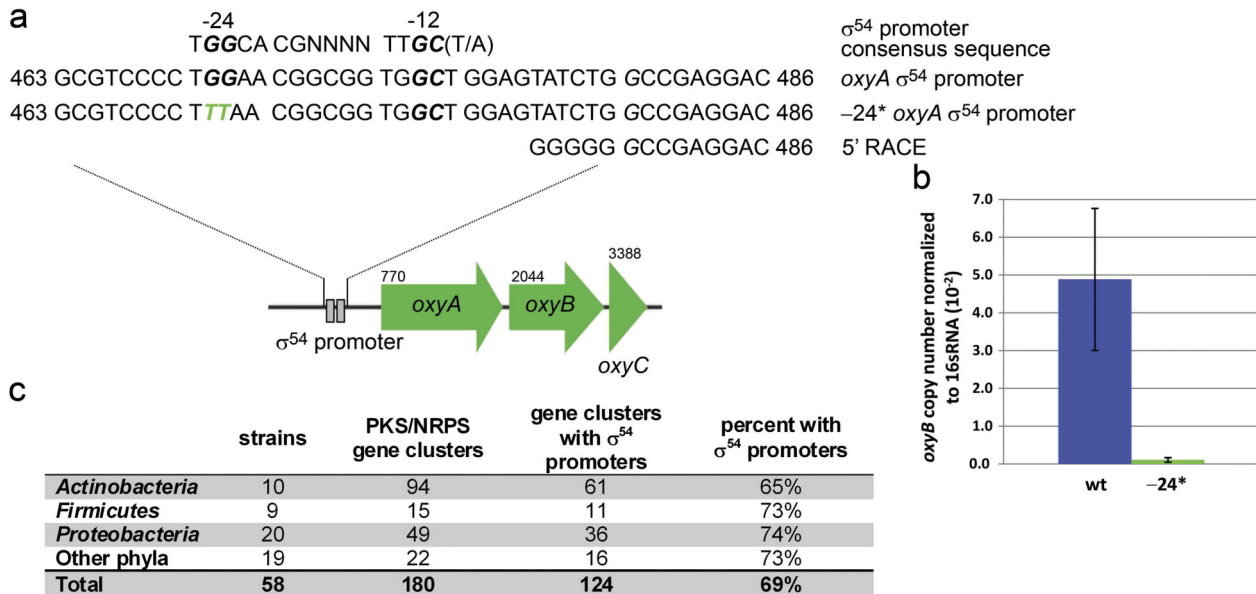 a
-24 -12
TGGCA CGNNNN TTGC(T/A) σ54 promoter consensus sequence
463 GCGTCCCC TGGAA CGGCGG TGGCT GGAGTATCTG GCCGAGGAC 486 oxyA σ54 promoter
463 GCGTCCCC TTTAA CGGCGG TGGCT GGAGTATCTG GCCGAGGAC 486 –24* oxyA σ54 promoter
GGGGG GCCGAGGAC 486 5' RACE
770 2044 3388
oxyA oxyB
σ54 promoter
oxyC
b
oxyB copy number normalized
to 16sRNA (10-2)
7.0
6.0
5.0
4.0
3.0
2.0
1.0
0.0
wt –24*
c
strains PKS/NRPS gene clusters gene clusters with σ54 promoters percent with σ54 promoters
Actinobacteria 10 94 61 65%
Firmicutes 9 15 11 73%
Proteobacteria 20 49 36 74%
Other phyla 19 22 16 73%
Total 58 180 124 69%